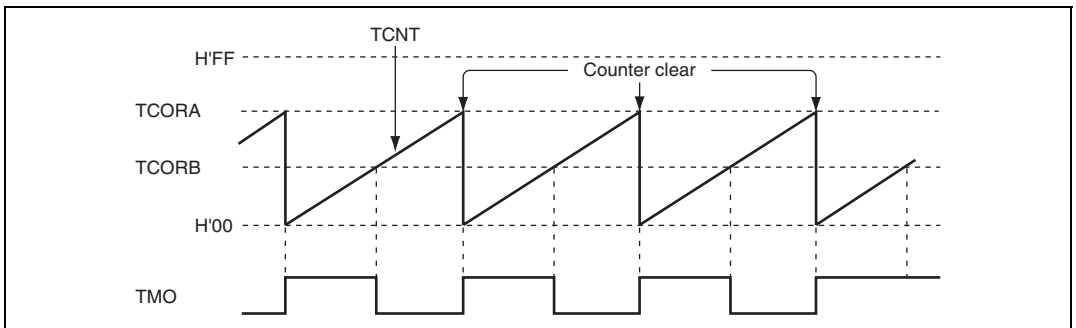 TCNT
H'FF
Counter clear
TCORA
TCORB
H'00
TMO